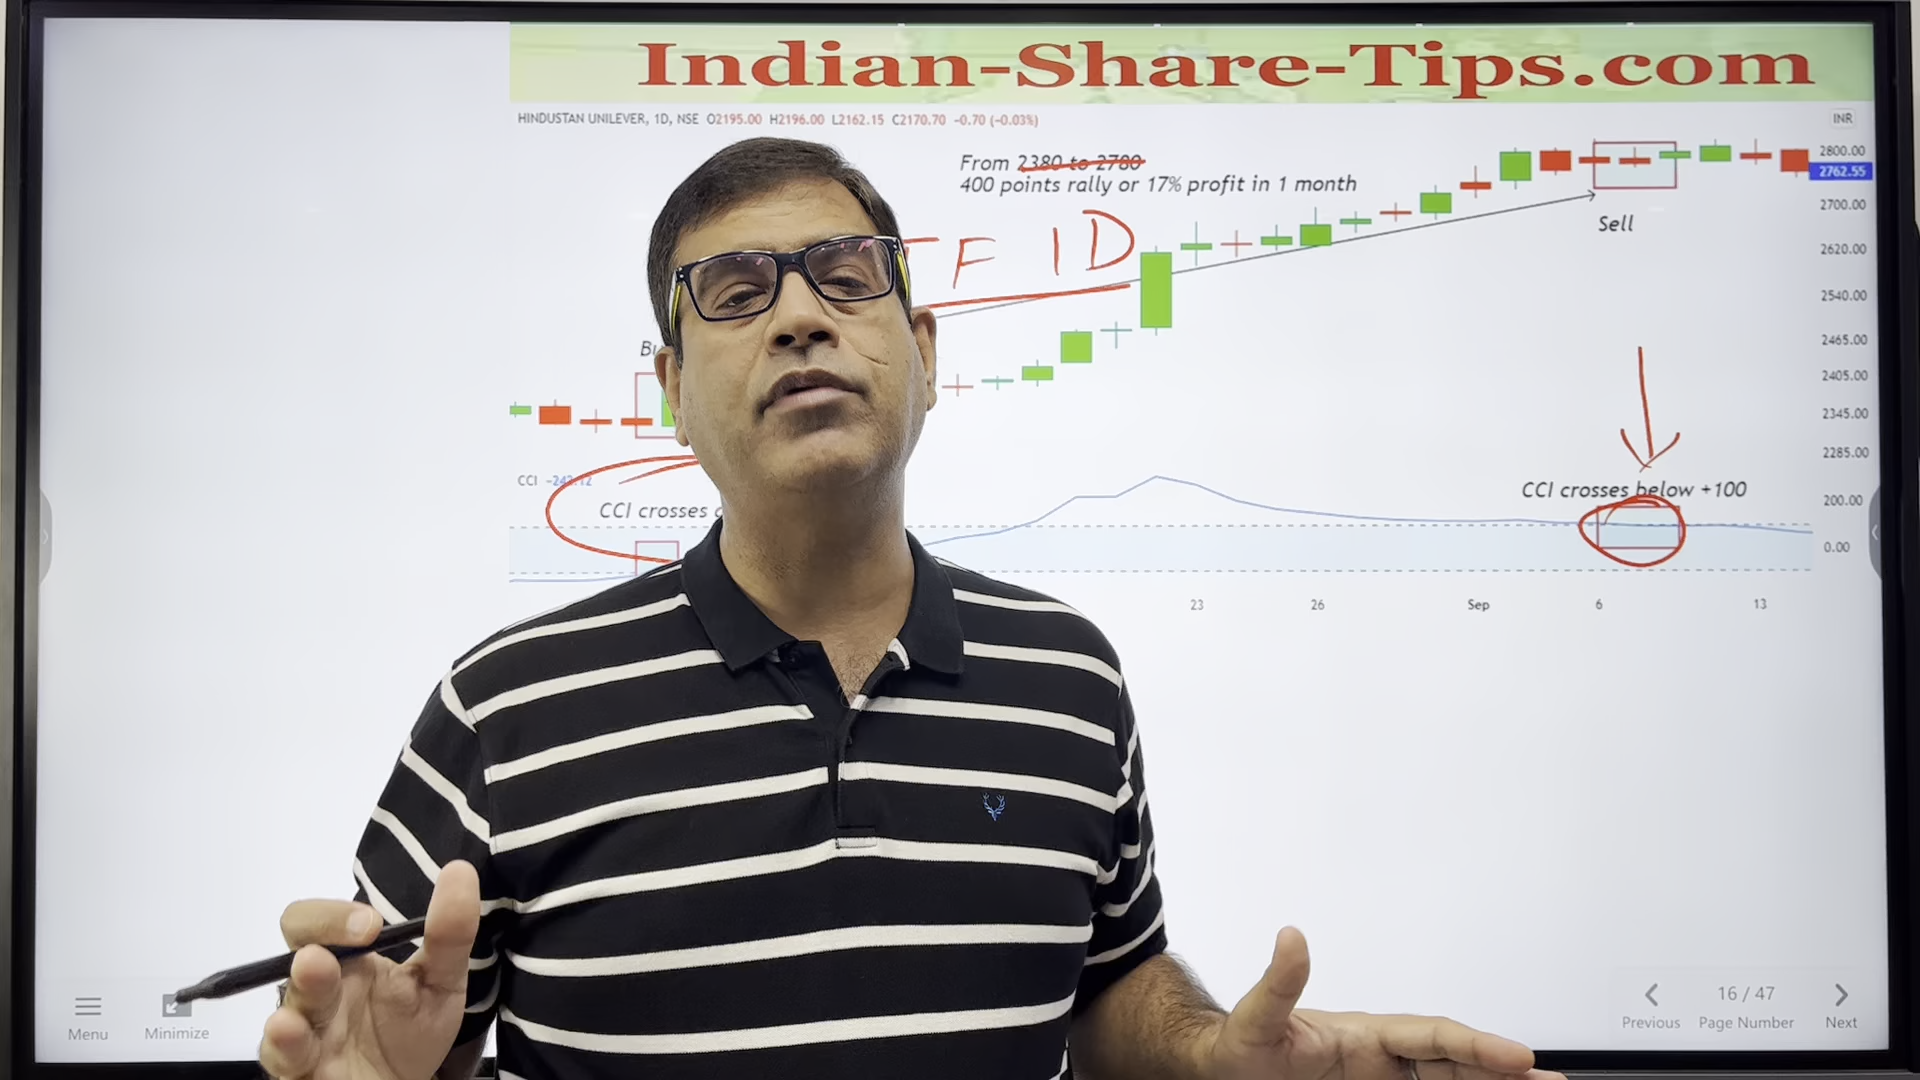 Indian-Share-Tips.com
HINDUSTAN UNILEVER, 1D, NSE O2195.00 H2196.00 L2162.15 C2170.70 -0.70 (-0.03%)
INR
From 2380 to 2780
400 points rally or 17% profit in 1 month
2800.00
2762.55
2700.00
Sell
F 1D
2620.00
2540.00
Bu
2465.00
2405.00
2345.00
2285.00
CCI
CCI crosses
CCI crosses below +100
200.00
0.00
23 26 Sep 6 13
Menu
Minimize
Previous
16 / 47
Page Number
Next